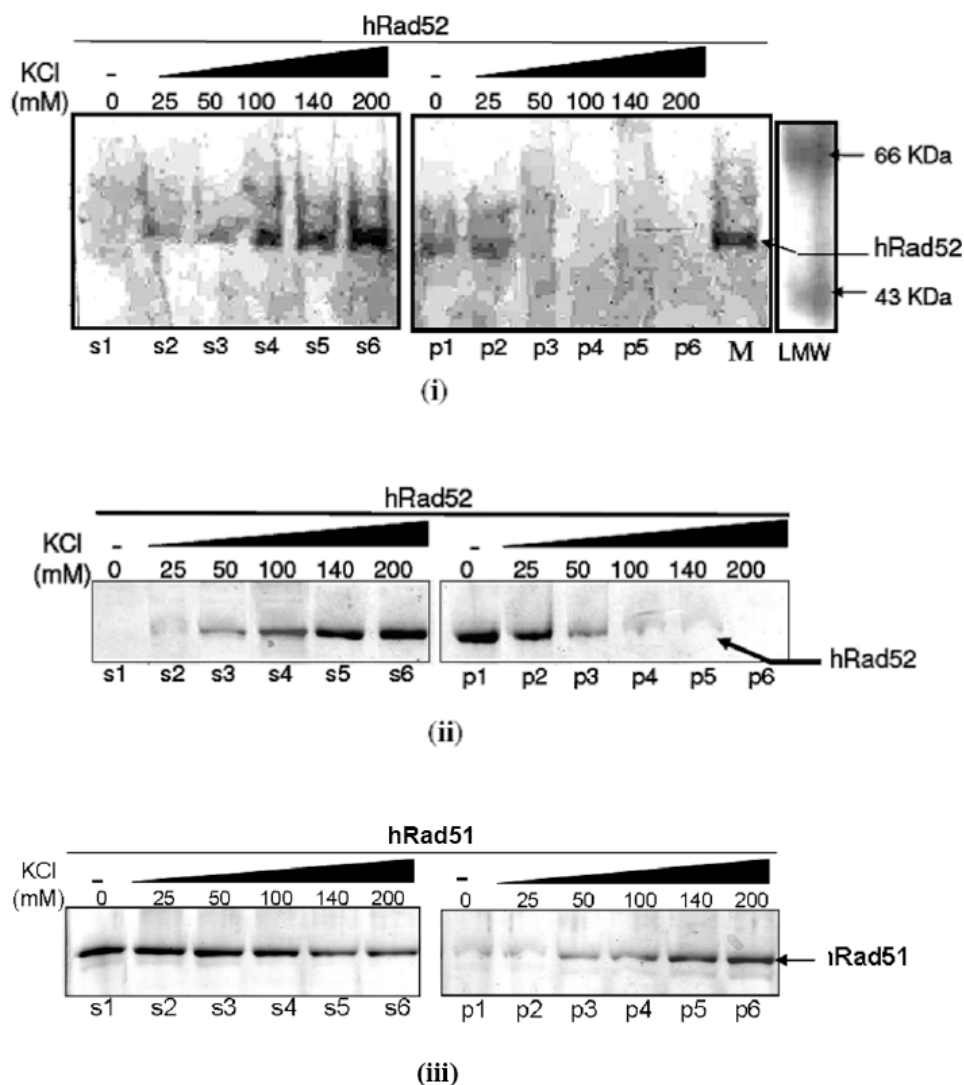 hRad52
KCl - -
(mM) 0 25 50 100 140 200 0 25 50 100 140 200
66 KDa
hRad52
43 KDa
s1 s2 s3 s4 s5 s6 p1 p2 p3 p4 p5 p6 M LMW
(i)
hRad52
KCl - -
(mM) 0 25 50 100 140 200 0 25 50 100 140 200
hRad52
s1 s2 s3 s4 s5 s6 p1 p2 p3 p4 p5 p6
(ii)
hRad51
KCl - -
(mM) 0 25 50 100 140 200 0 25 50 100 140 200
ıRad51
s1 s2 s3 s4 s5 s6 p1 p2 p3 p4 p5 p6
(iii)